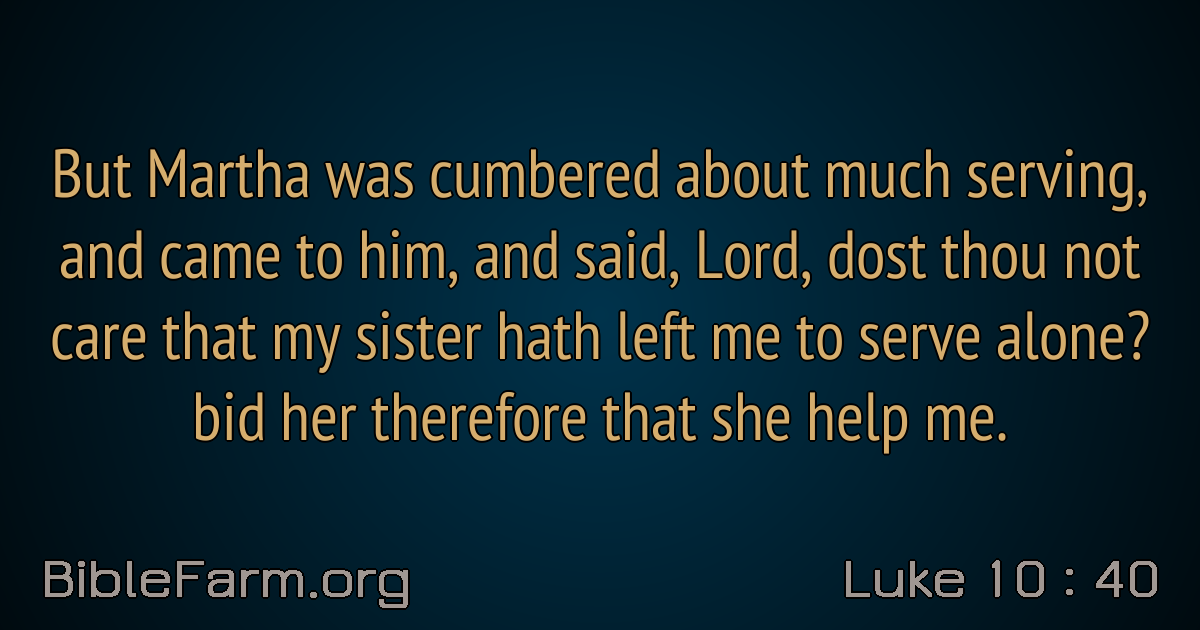 But Martha was cumbered about much serving,
and came to him, and said, Lord, dost thou not
care that my sister hath left me to serve alone?
bid her therefore that she help me.
BibleFarm.org
Luke 10 : 40